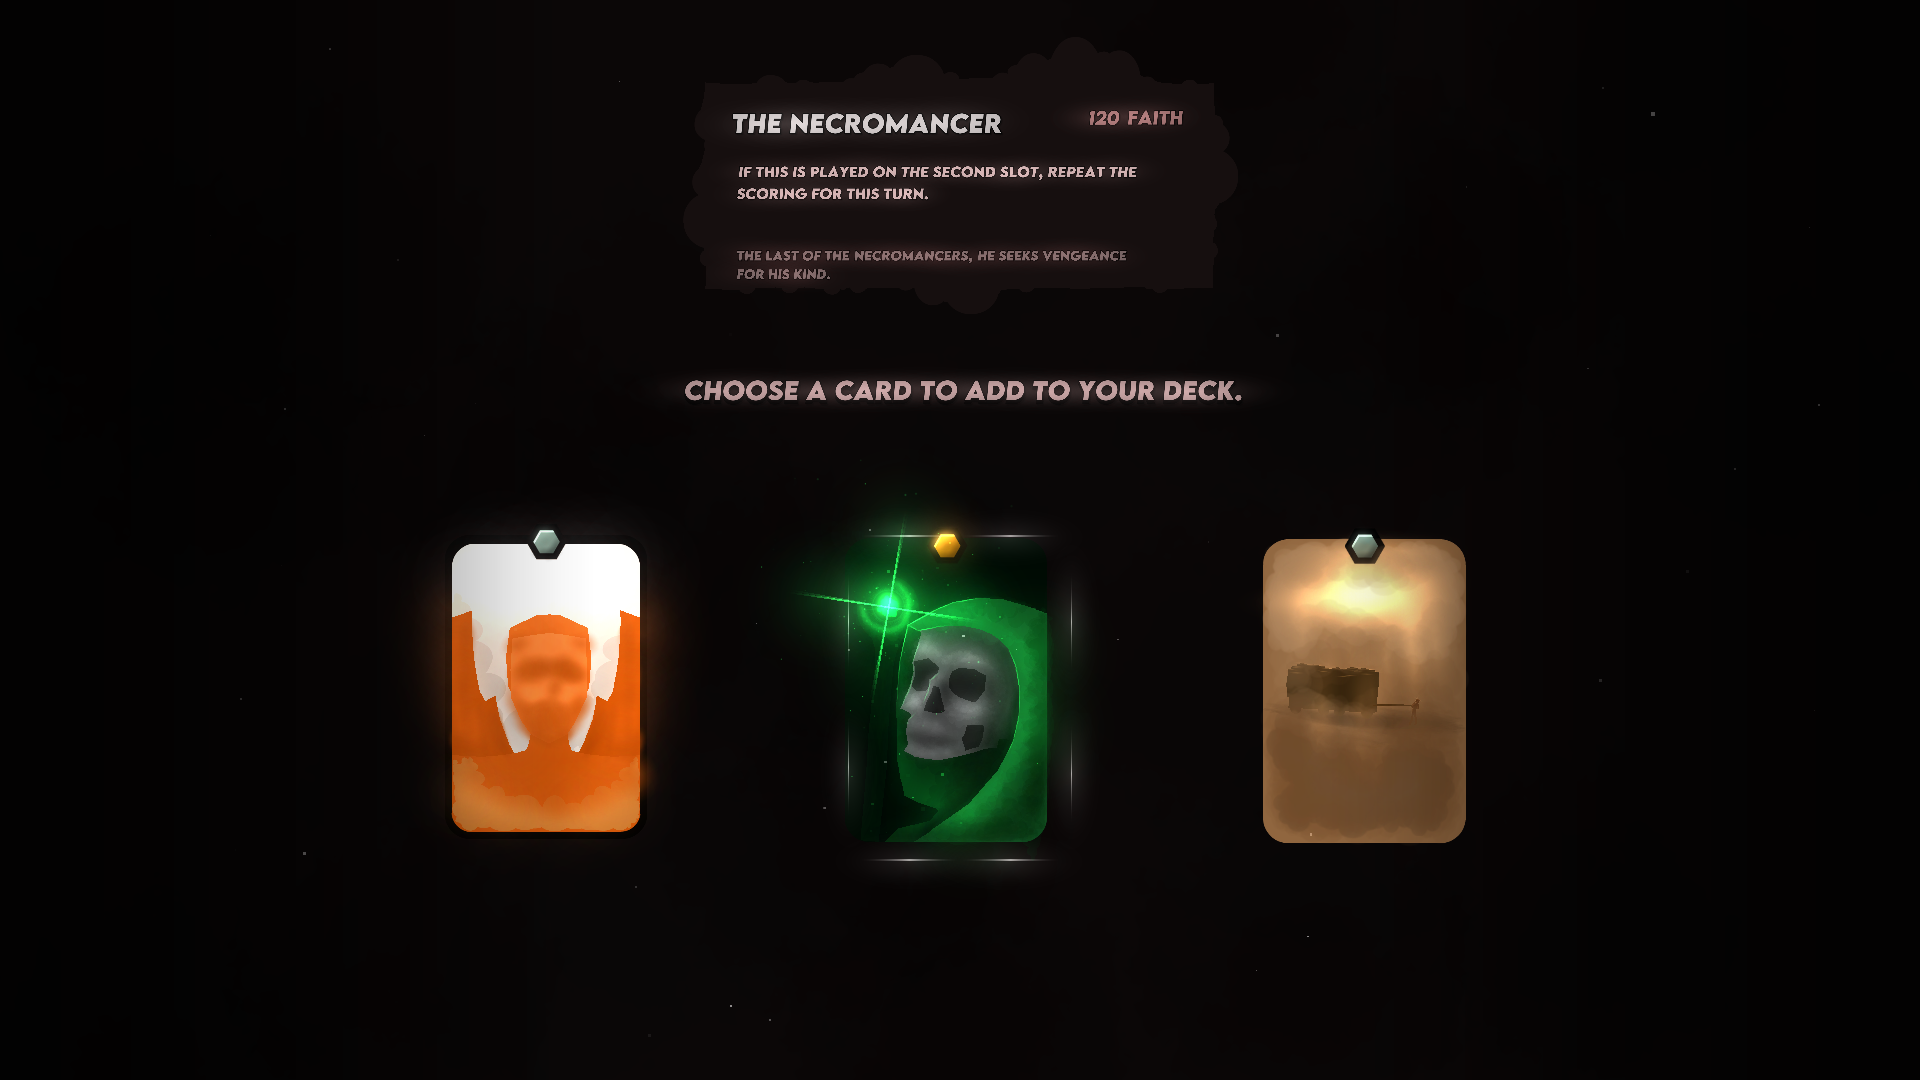 THE NECROMANCER
120 FAITH
IF THIS IS PLAYED ON THE SECOND SLOT, REPEAT THE
SCORING FOR THIS TURN.
THE LAST OF THE NECROMANCERS, HE SEEKS VENGEANCE
FOR HIS KIND.
CHOOSE A CARD TO ADD TO YOUR DECK.